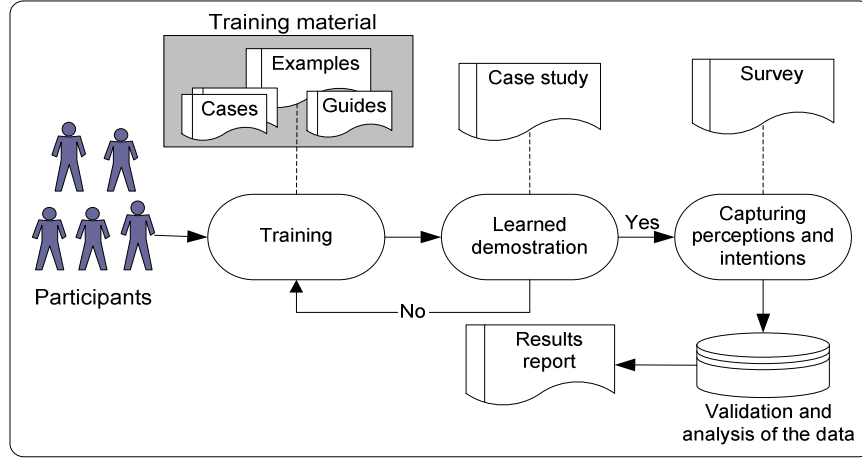 Training material
Examples
Cases
Guides
Case study
Survey
Participants
Training
Learned
demostration
Yes
Capturing
perceptions and
intentions
No
Results
report
Validation and
analysis of the data